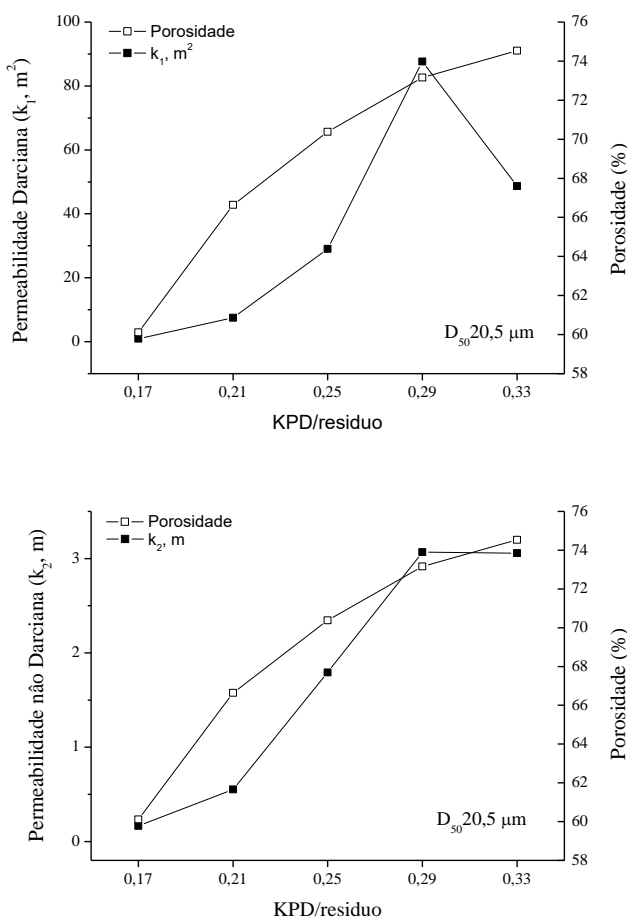 Porosidade
k₁, m²
Permeabilidade Darciana (k₁, m²)
100
80
60
40
20
0
76
74
72
70
68
66
64
62
60
58
Porosidade (%)
D₅₀20,5 µm
0,17 0,21 0,25 0,29 0,33
KPD/residuo
Porosidade
k₂, m
Permeabilidade nâo Darciana (k₂, m)
3
2
1
0
76
74
72
70
68
66
64
62
60
58
Porosidade (%)
D₅₀20,5 µm
0,17 0,21 0,25 0,29 0,33
KPD/residuo